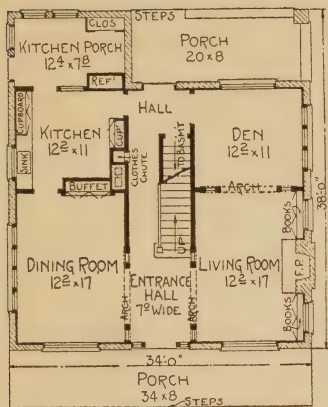 STEPS
CLOS
KITCHEN PORCH
12⁴ x 7⁸
PORCH
20 x 8
REF'
HALL
CUPBOARD
KITCHEN
12² x 11
CUP'
DEN
12² x 11
TO BASMT
SINK
CLOTHES
CHUTE
BUFFET
ARCH
38'-0"
BOOKS
UP
DINING ROOM
12² x 17
ENTRANCE
HALL
7⁰ WIDE
LIVING ROOM
12² x 17
F.P.
ARCH
ARCH
BOOKS
34'-0"
PORCH
34 x 8
STEPS